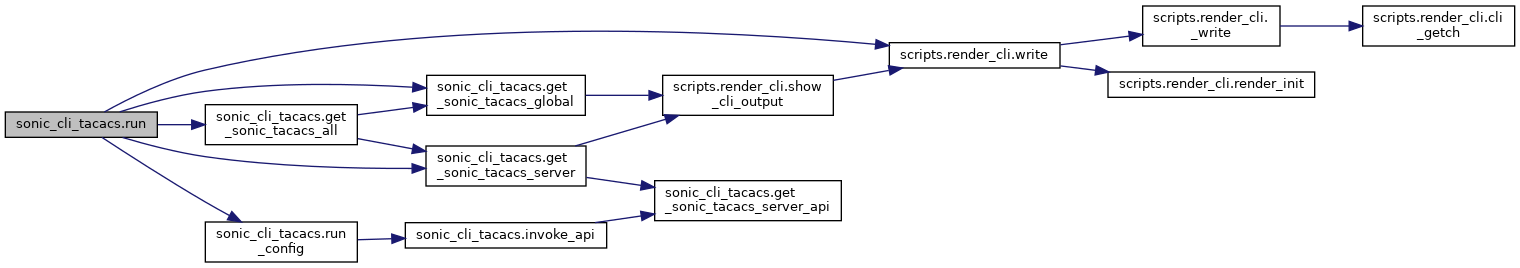 sonic_cli_tacacs.run
sonic_cli_tacacs.get
_sonic_tacacs_all
sonic_cli_tacacs.run
_config
sonic_cli_tacacs.get
_sonic_tacacs_global
sonic_cli_tacacs.get
_sonic_tacacs_server
sonic_cli_tacacs.invoke_api
scripts.render_cli.show
_cli_output
sonic_cli_tacacs.get
_sonic_tacacs_server_api
scripts.render_cli.write
scripts.render_cli.
_write
scripts.render_cli.render_init
scripts.render_cli.cli
_getch